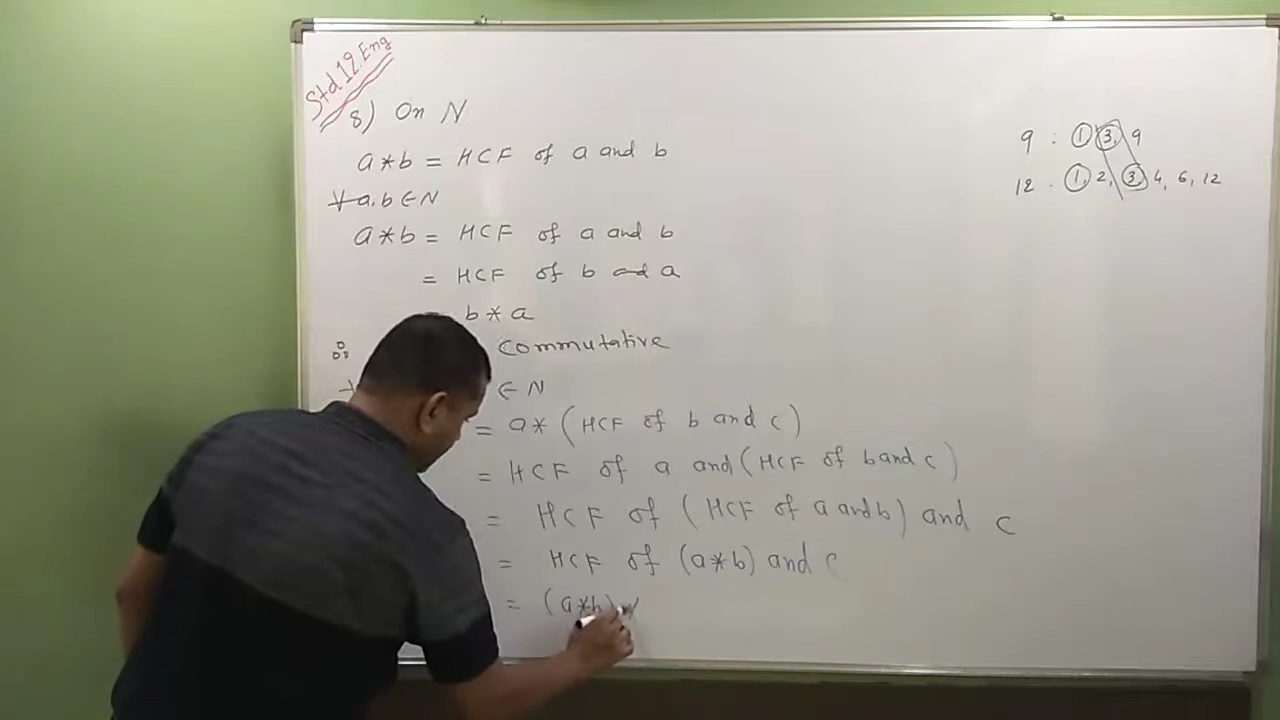 Std 12. Eng
8) On N
a * b = HCF of a and b
∀ a, b ∈ N
a * b = HCF of a and b
= HCF of b and a
b * a
∴ commutative
∈ N
= a * (HCF of b and c)
= HCF of a and (HCF of b and c)
= HCF of (HCF of a and b) and c
= HCF of (a * b) and c
= (a * b) *
9 : 1 3, 9
12 . 1, 2, 3, 4, 6, 12